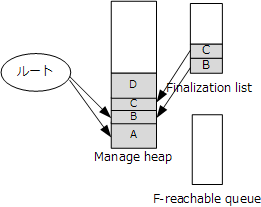 ルート
D
C
B
A
Manage heap
C
B
Finalization list
F-reachable queue